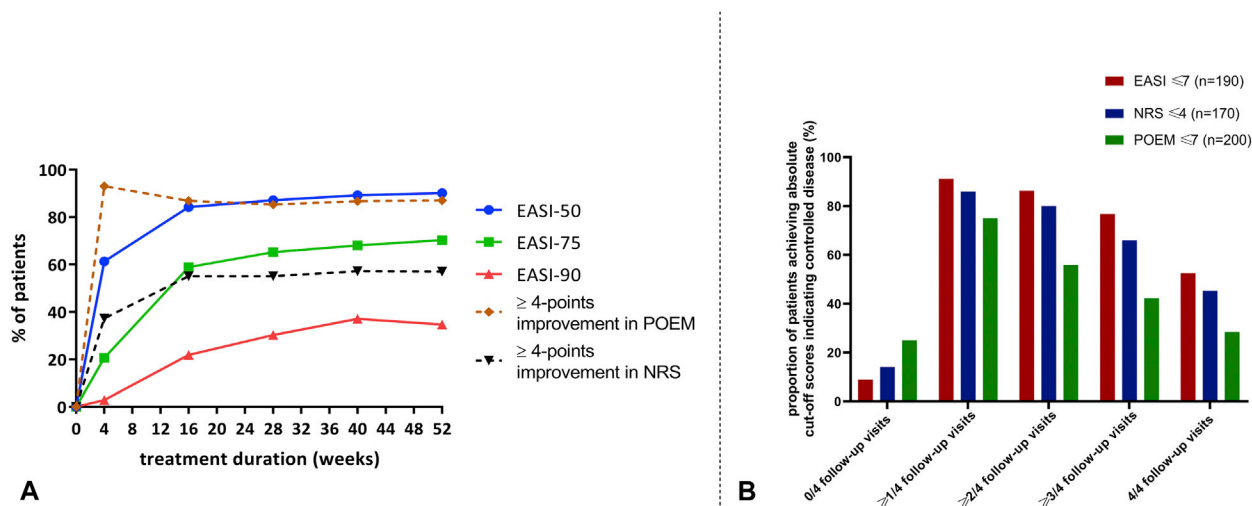 % of patients
100
80
60
40
20
0
0 4 8 12 16 20 24 28 32 36 40 44 48 52
treatment duration (weeks)
EASI-50
EASI-75
EASI-90
≥ 4-points
improvement in POEM
≥ 4-points
improvement in NRS
A
EASI ⩽7 (n=190)
NRS ⩽4 (n=170)
POEM ⩽7 (n=200)
proportion of patients achieving absolute
cut-off scores indicating controlled disease (%)
100
80
60
40
20
0
0/4 follow-up visits
⩾1/4 follow-up visits
⩾2/4 follow-up visits
⩾3/4 follow-up visits
4/4 follow-up visits
B